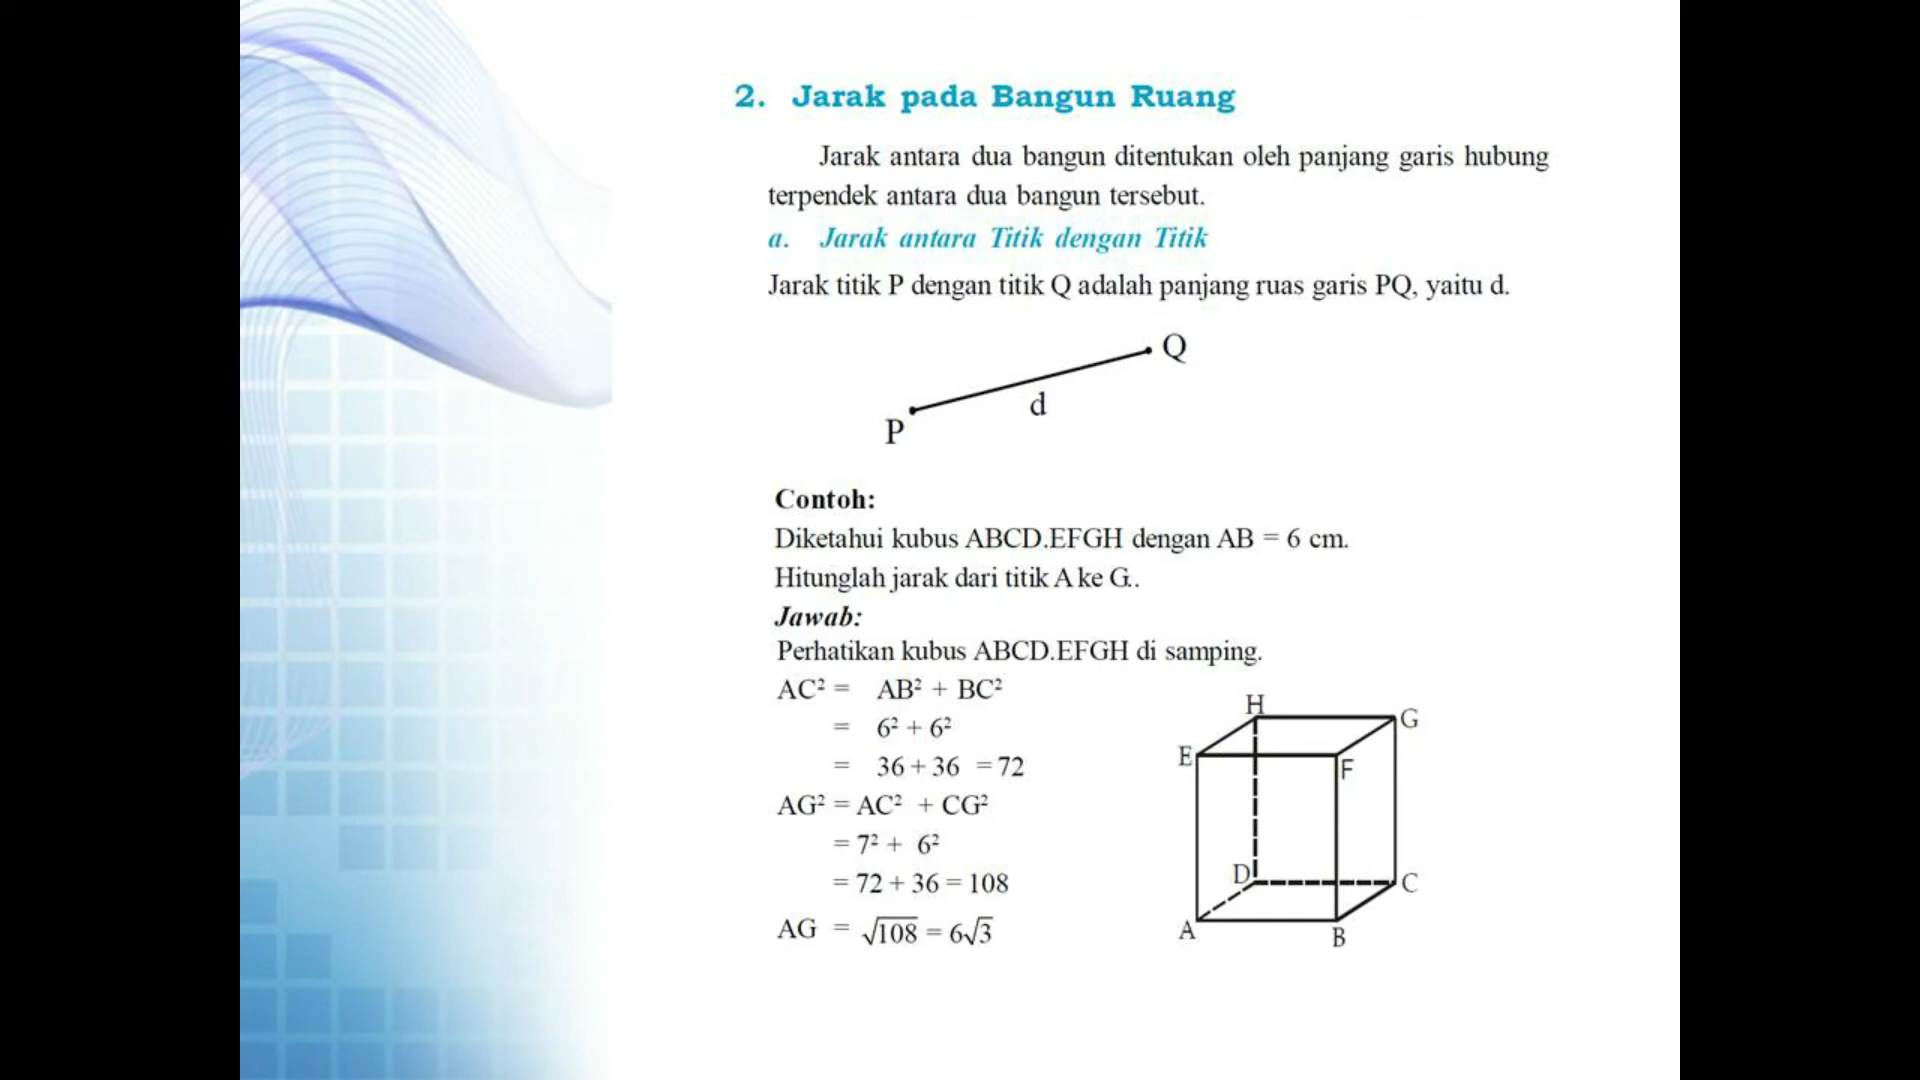 2. Jarak pada Bangun Ruang
Jarak antara dua bangun ditentukan oleh panjang garis hubung
terpendek antara dua bangun tersebut.
a. Jarak antara Titik dengan Titik
Jarak titik P dengan titik Q adalah panjang ruas garis PQ, yaitu d.
Q
d
P
Contoh:
Diketahui kubus ABCD.EFGH dengan AB = 6 cm.
Hitunglah jarak dari titik A ke G..
Jawab:
Perhatikan kubus ABCD.EFGH di samping.
AC² = AB² + BC²
= 6² + 6²
= 36 + 36 = 72
AG² = AC² + CG²
= 7² + 6²
= 72 + 36 = 108
AG = √108 = 6√3
H
G
E
F
D
C
A
B